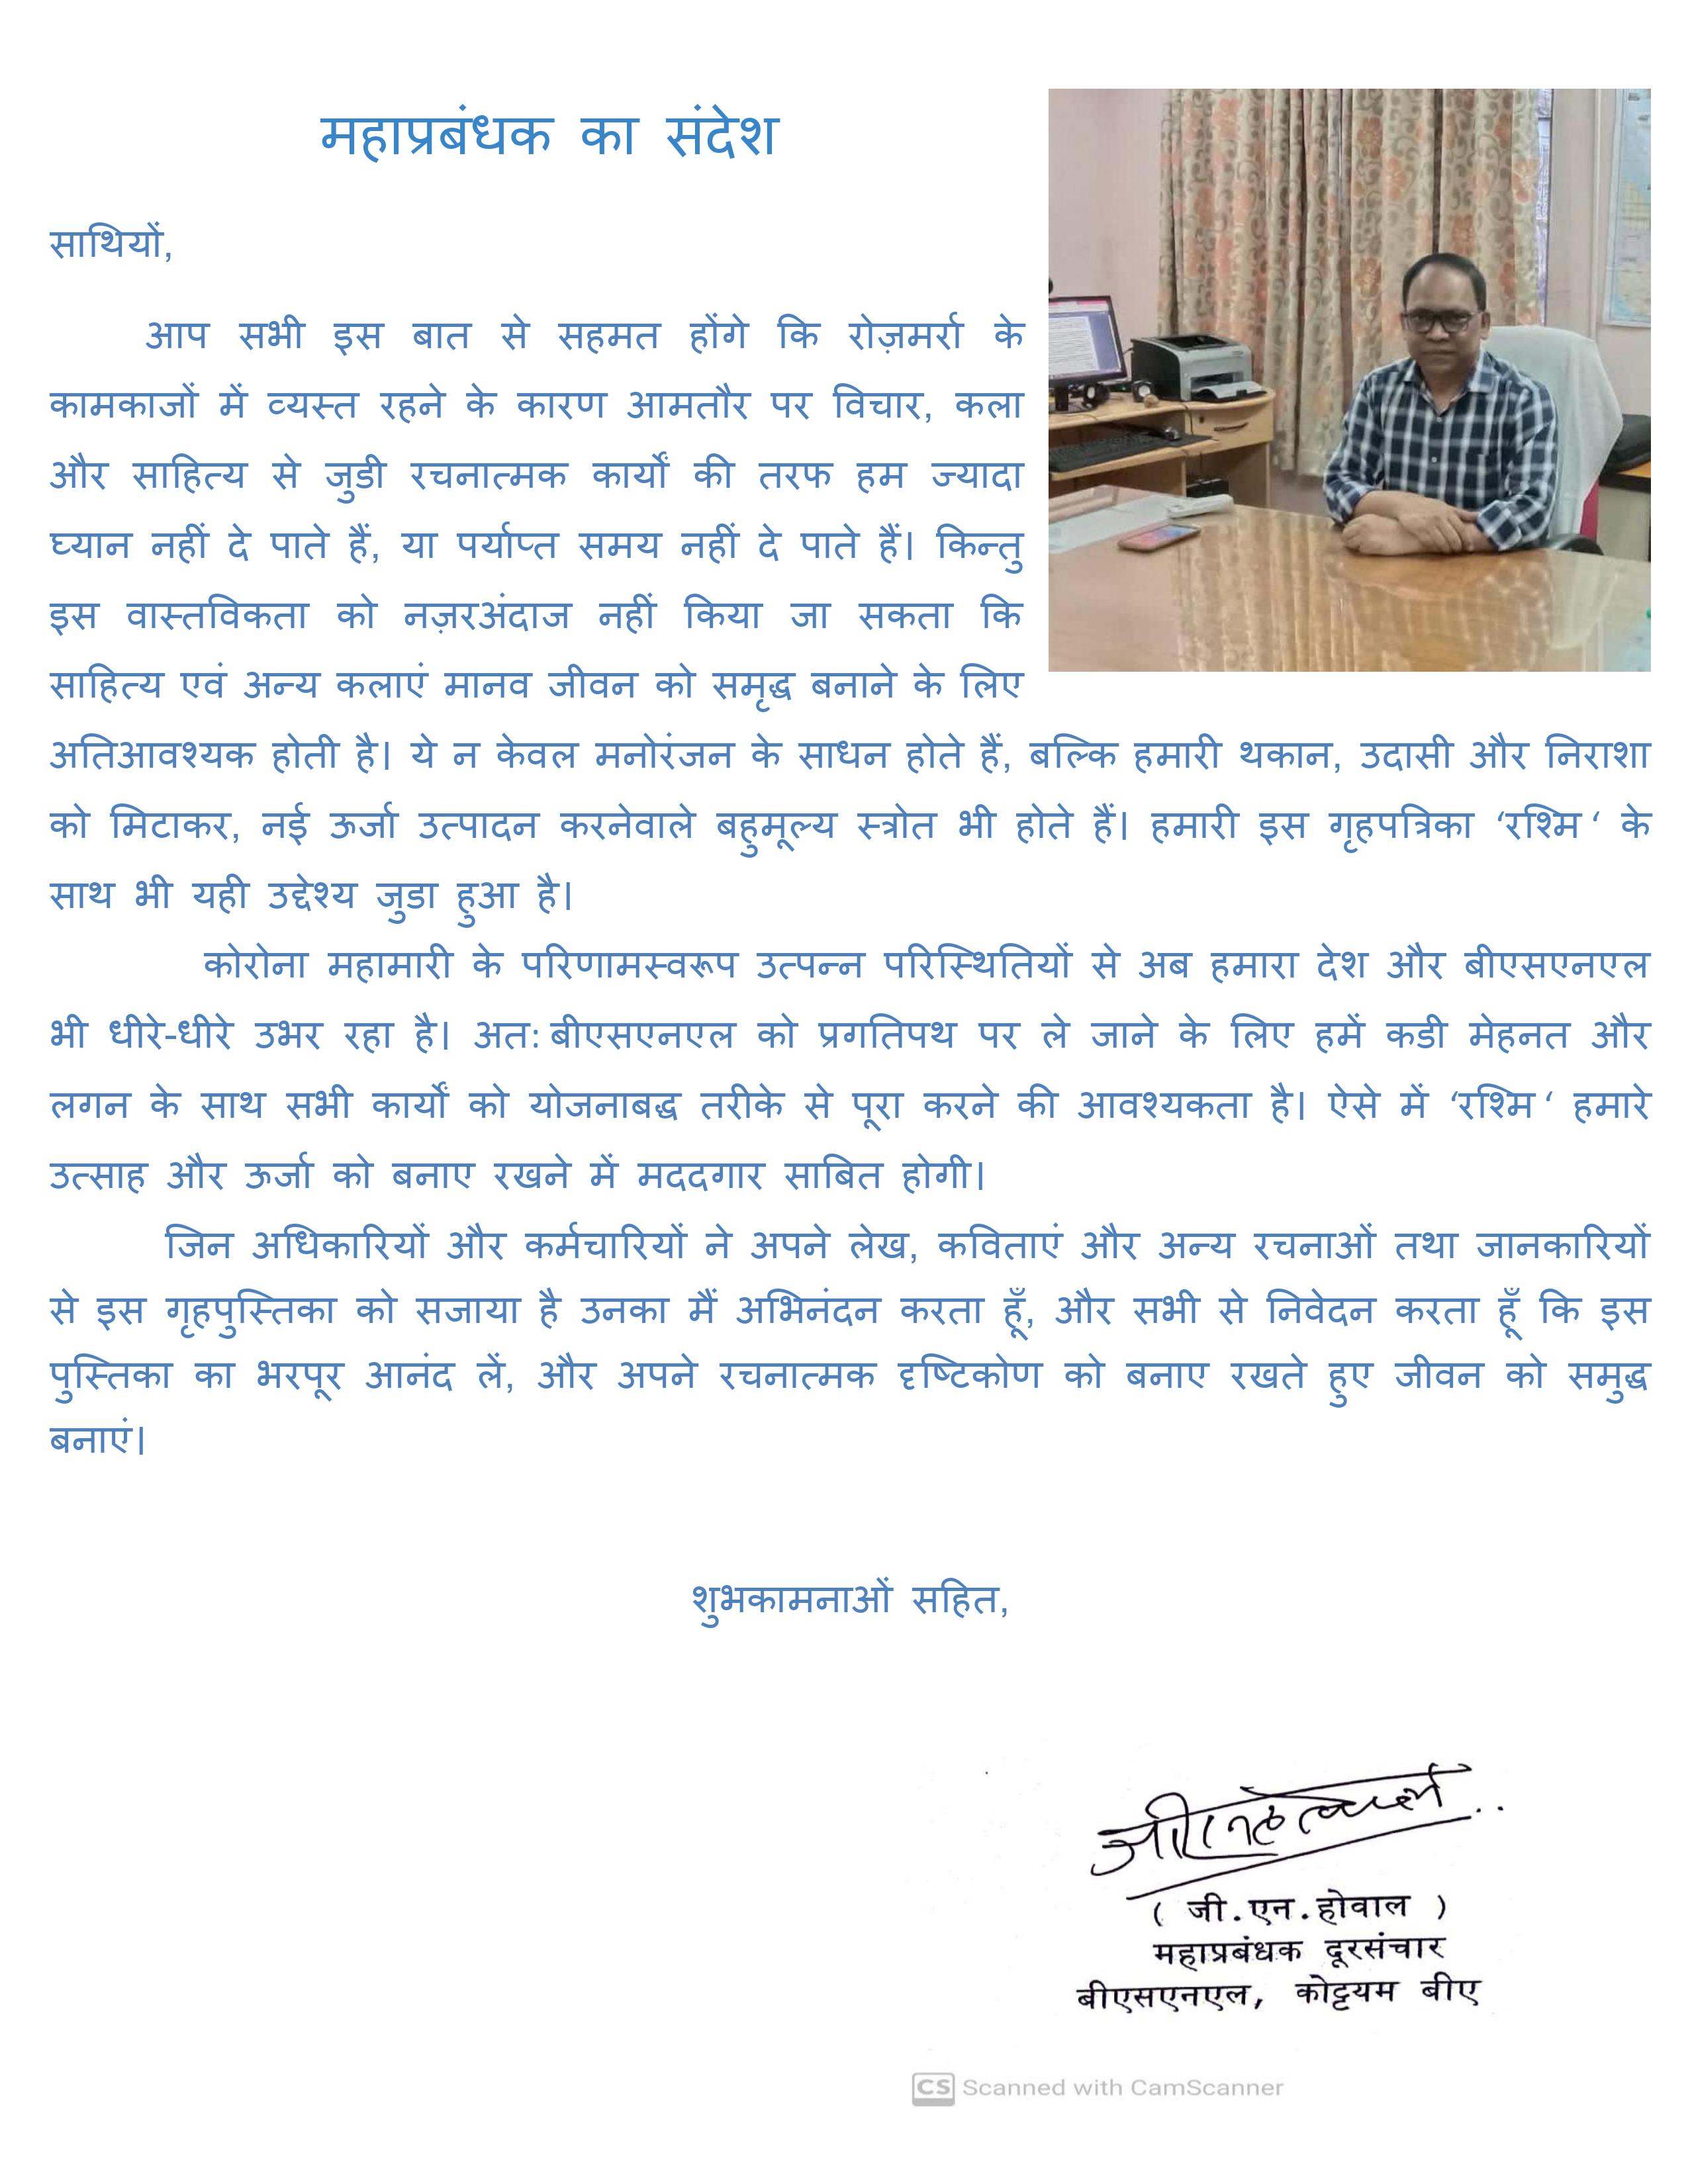 महाप्रबंधक का संदेश
साथियों,
आप सभी इस बात से सहमत होंगे कि रोज़मर्रा के
कामकाजों में व्यस्त रहने के कारण आमतौर पर विचार, कला
और साहित्य से जुडी रचनात्मक कार्यों की तरफ हम ज्यादा
घ्यान नहीं दे पाते हैं, या पर्याप्त समय नहीं दे पाते हैं। किन्तु
इस वास्तविकता को नज़रअंदाज नहीं किया जा सकता कि
साहित्य एवं अन्य कलाएं मानव जीवन को समृद्ध बनाने के लिए
अतिआवश्यक होती है। ये न केवल मनोरंजन के साधन होते हैं, बल्कि हमारी थकान, उदासी और निराशा
को मिटाकर, नई ऊर्जा उत्पादन करनेवाले बहुमूल्य स्त्रोत भी होते हैं। हमारी इस गृहपत्रिका ‘रश्मि ‘ के
साथ भी यही उद्देश्य जुडा हुआ है।
कोरोना महामारी के परिणामस्वरूप उत्पन्न परिस्थितियों से अब हमारा देश और बीएसएनएल
भी धीरे-धीरे उभर रहा है। अत: बीएसएनएल को प्रगतिपथ पर ले जाने के लिए हमें कडी मेहनत और
लगन के साथ सभी कार्यों को योजनाबद्ध तरीके से पूरा करने की आवश्यकता है। ऐसे में ‘रश्मि ‘ हमारे
उत्साह और ऊर्जा को बनाए रखने में मददगार साबित होगी।
जिन अधिकारियों और कर्मचारियों ने अपने लेख, कविताएं और अन्य रचनाओं तथा जानकारियों
से इस गृहपुस्तिका को सजाया है उनका मैं अभिनंदन करता हूँ, और सभी से निवेदन करता हूँ कि इस
पुस्तिका का भरपूर आनंद लें, और अपने रचनात्मक दृष्टिकोण को बनाए रखते हुए जीवन को समुद्ध
बनाएं।
शुभकामनाओं सहित,
( जी.एन.होवाल )
महाप्रबंधक दूरसंचार
बीएसएनएल, कोट्टयम बीए
CS Scanned with CamScanner